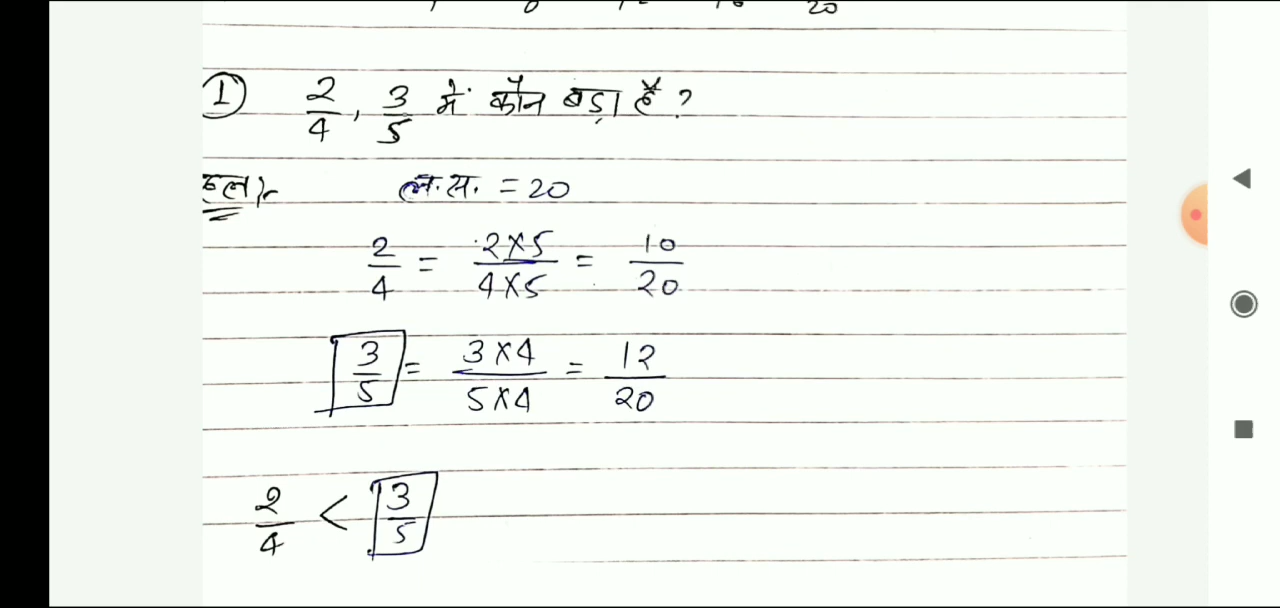 20
① 2/4, 3/5 में कौन बड़ा है ?
हल:-
ल.स. = 20
2/4 = 2×5/4×5 = 10/20
3/5 = 3×4/5×4 = 12/20
2/4 < 3/5